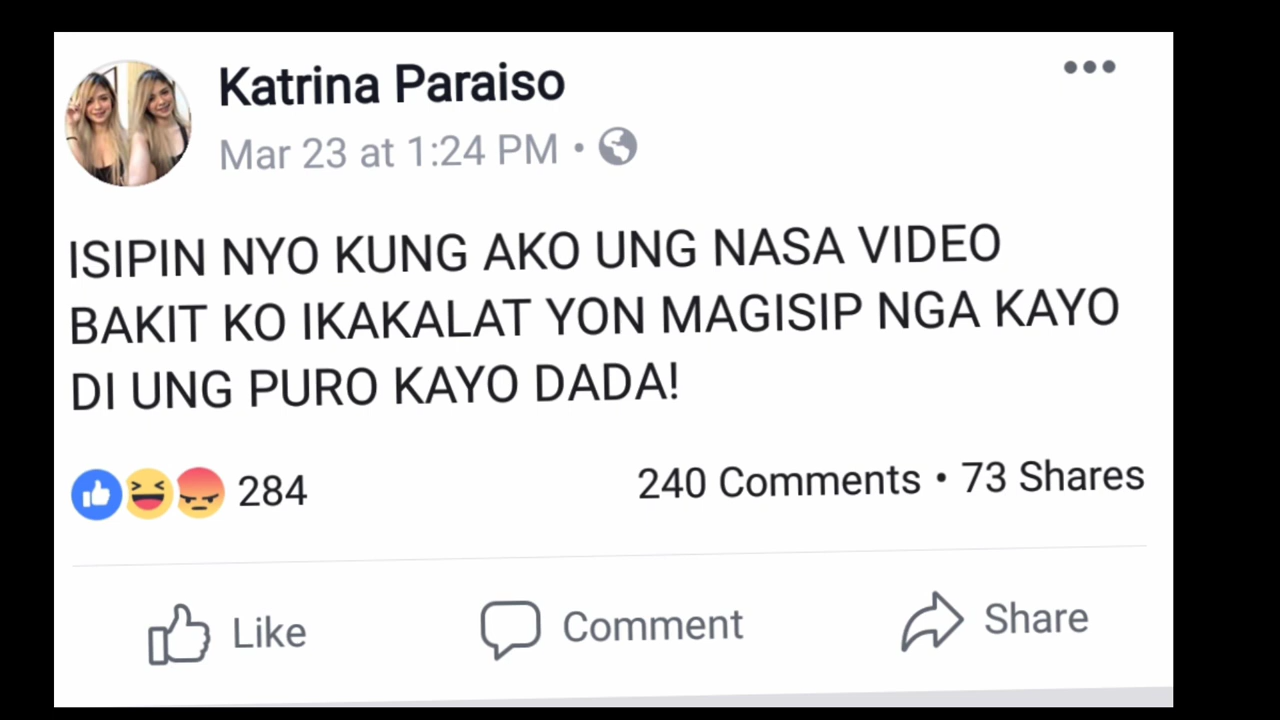 Katrina Paraiso
Mar 23 at 1:24 PM •
ISIPIN NYO KUNG AKO UNG NASA VIDEO
BAKIT KO IKAKALAT YON MAGISIP NGA KAYO
DI UNG PURO KAYO DADA!
284 240 Comments • 73 Shares
Like Comment Share